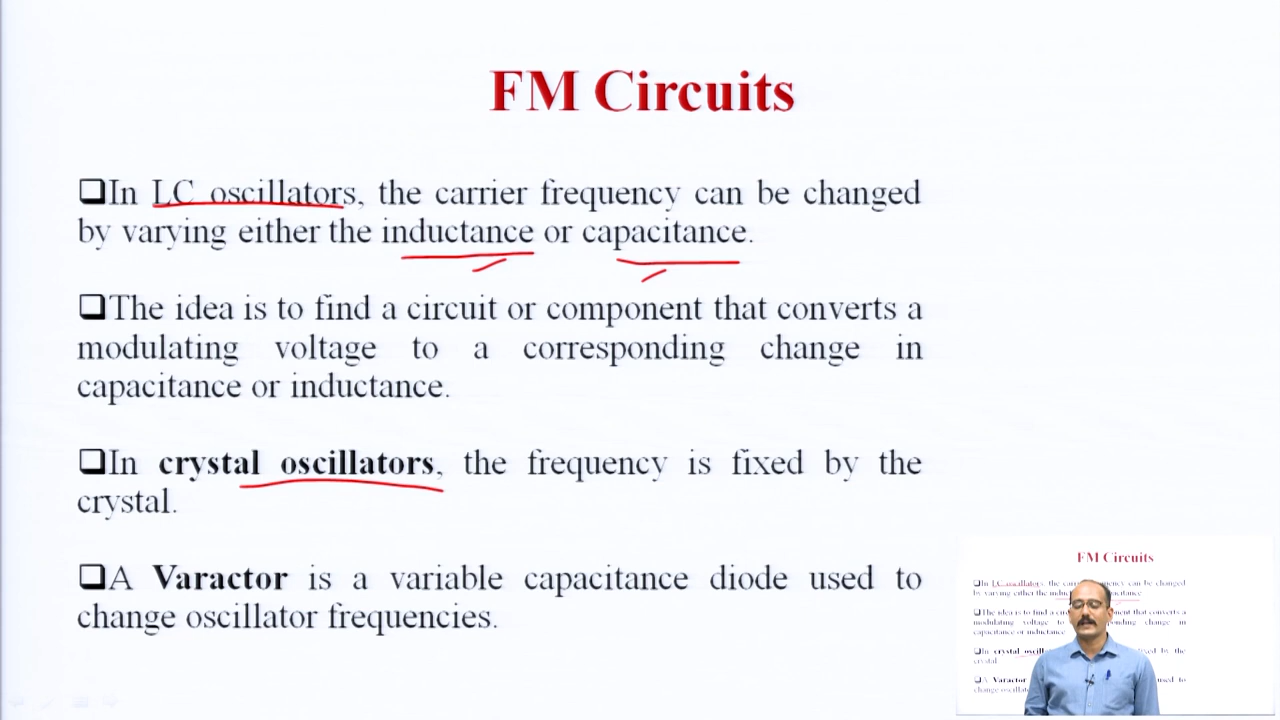 FM Circuits
❑In LC oscillators, the carrier frequency can be changed
by varying either the inductance or capacitance.
❑The idea is to find a circuit or component that converts a
modulating voltage to a corresponding change in
capacitance or inductance.
❑In crystal oscillators, the frequency is fixed by the
crystal.
❑A Varactor is a variable capacitance diode used to
change oscillator frequencies.
FM Circuits